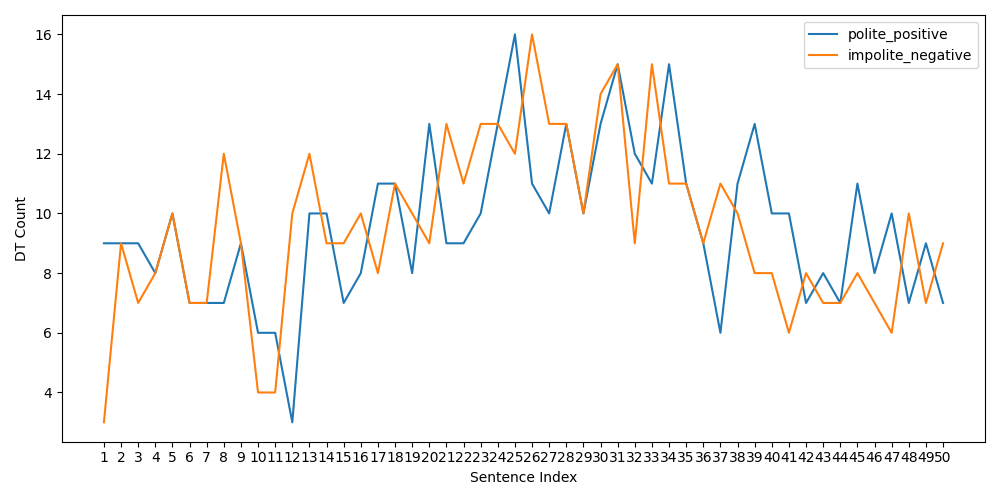 polite_positive
impolite_negative
16
14
12
10
8
6
4
DT Count
1 2 3 4 5 6 7 8 9 10 11 12 13 14 15 16 17 18 19 20 21 22 23 24 25 26 27 28 29 30 31 32 33 34 35 36 37 38 39 40 41 42 43 44 45 46 47 48 49 50
Sentence Index